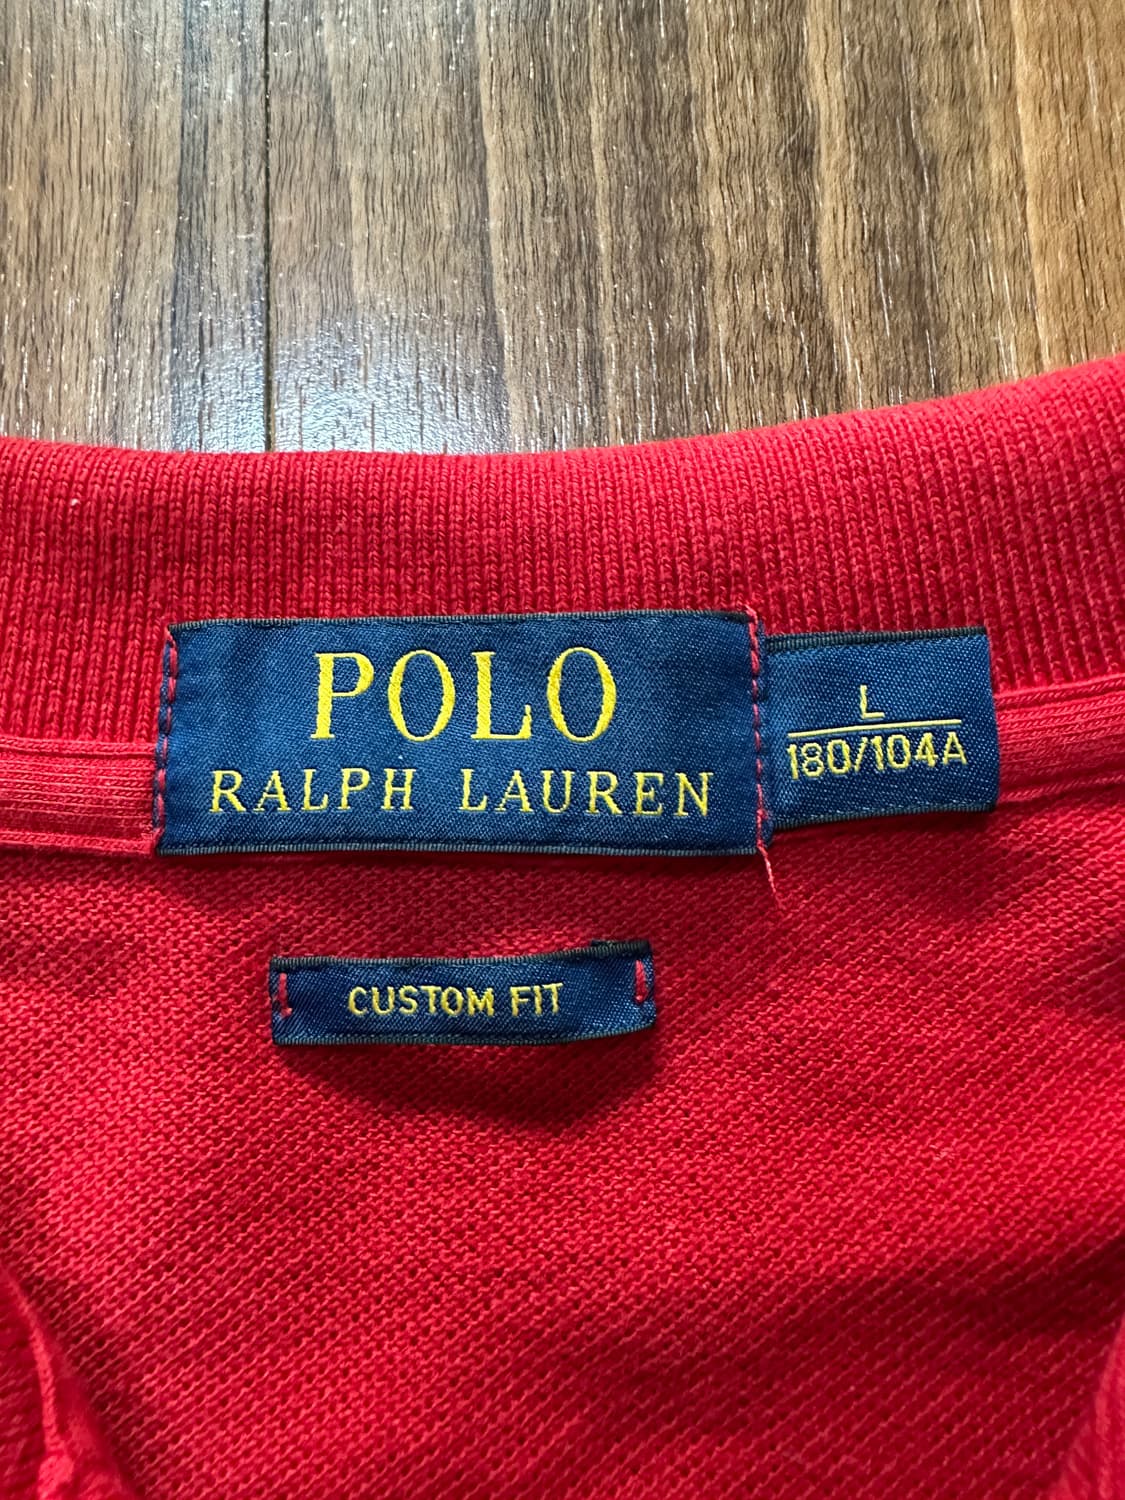 POLO
RALPH LAUREN
L
180/104A
CUSTOM FIT